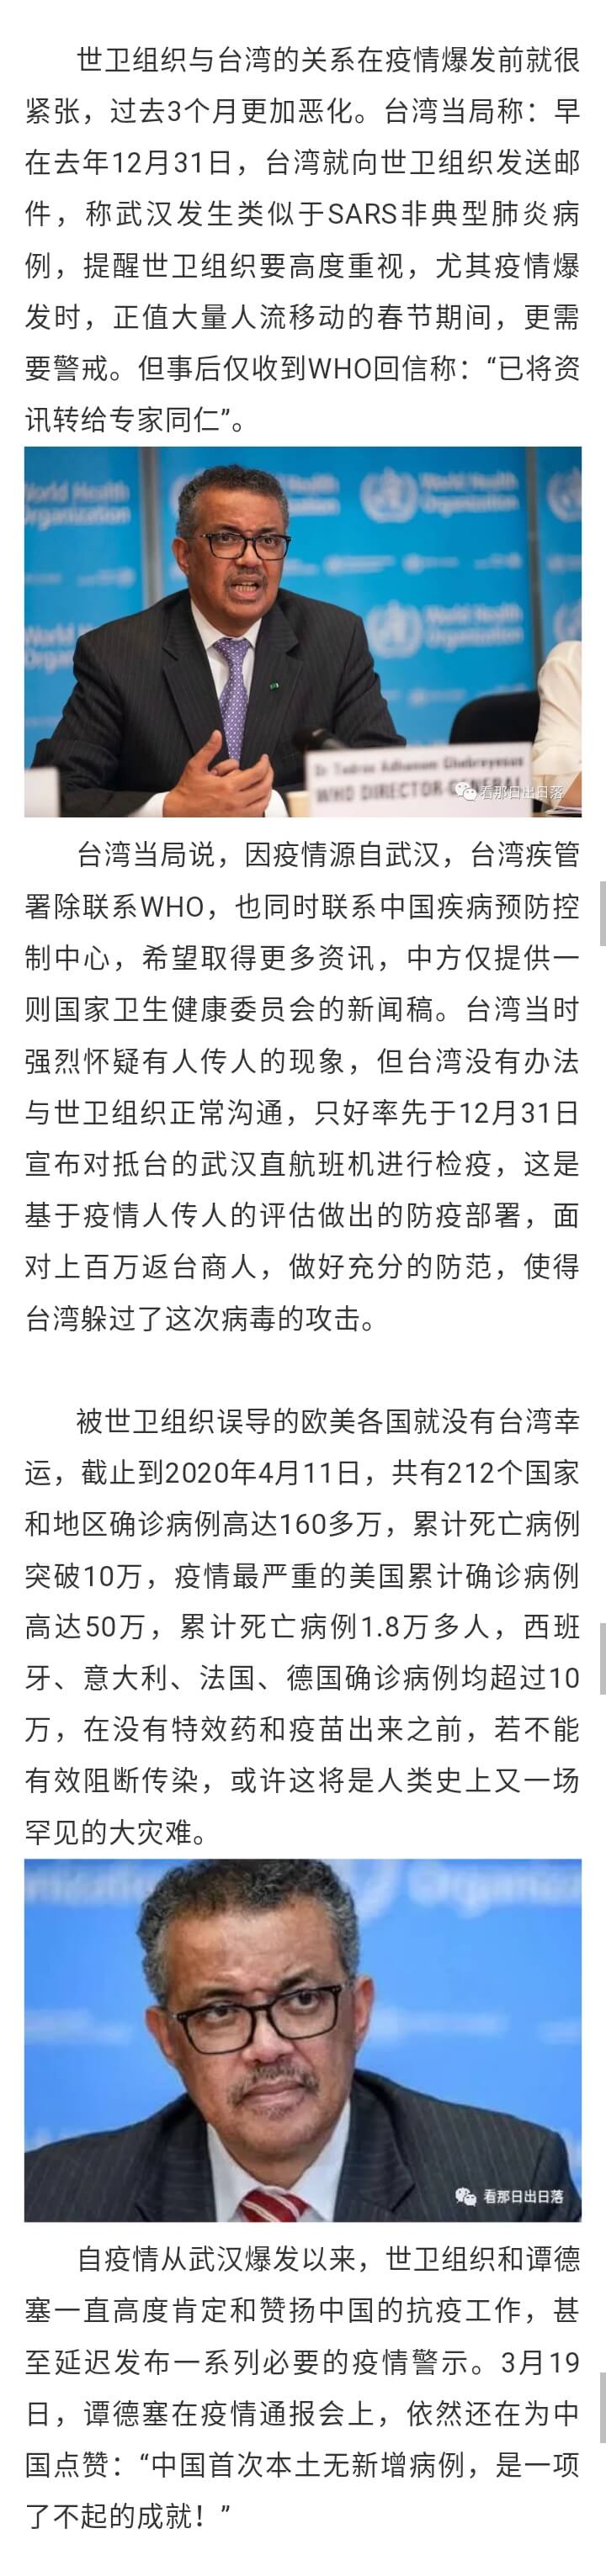 世卫组织与台湾的关系在疫情爆发前就很
紧张，过去3个月更加恶化。台湾当局称：早
在去年12月31日，台湾就向世卫组织发送邮
件，称武汉发生类似于SARS非典型肺炎病
例，提醒世卫组织要高度重视，尤其疫情爆
发时，正值大量人流移动的春节期间，更需
要警戒。但事后仅收到WHO回信称：“已将资
讯转给专家同仁”。
World Health
Organization
World Health
Organization
Dr Tedros Adhanom Ghebreyesus
WHO DIRECTOR-GENERAL
看那日出日落
台湾当局说，因疫情源自武汉，台湾疾管
署除联系WHO，也同时联系中国疾病预防控
制中心，希望取得更多资讯，中方仅提供一
则国家卫生健康委员会的新闻稿。台湾当时
强烈怀疑有人传人的现象，但台湾没有办法
与世卫组织正常沟通，只好率先于12月31日
宣布对抵台的武汉直航班机进行检疫，这是
基于疫情人传人的评估做出的防疫部署，面
对上百万返台商人，做好充分的防范，使得
台湾躲过了这次病毒的攻击。
被世卫组织误导的欧美各国就没有台湾幸
运，截止到2020年4月11日，共有212个国家
和地区确诊病例高达160多万，累计死亡病例
突破10万，疫情最严重的美国累计确诊病例
高达50万，累计死亡病例1.8万多人，西班
牙、意大利、法国、德国确诊病例均超过10
万，在没有特效药和疫苗出来之前，若不能
有效阻断传染，或许这将是人类史上又一场
罕见的大灾难。
看那日出日落
自疫情从武汉爆发以来，世卫组织和谭德
塞一直高度肯定和赞扬中国的抗疫工作，甚
至延迟发布一系列必要的疫情警示。3月19
日，谭德塞在疫情通报会上，依然还在为中
国点赞：“中国首次本土无新增病例，是一项
了不起的成就！”